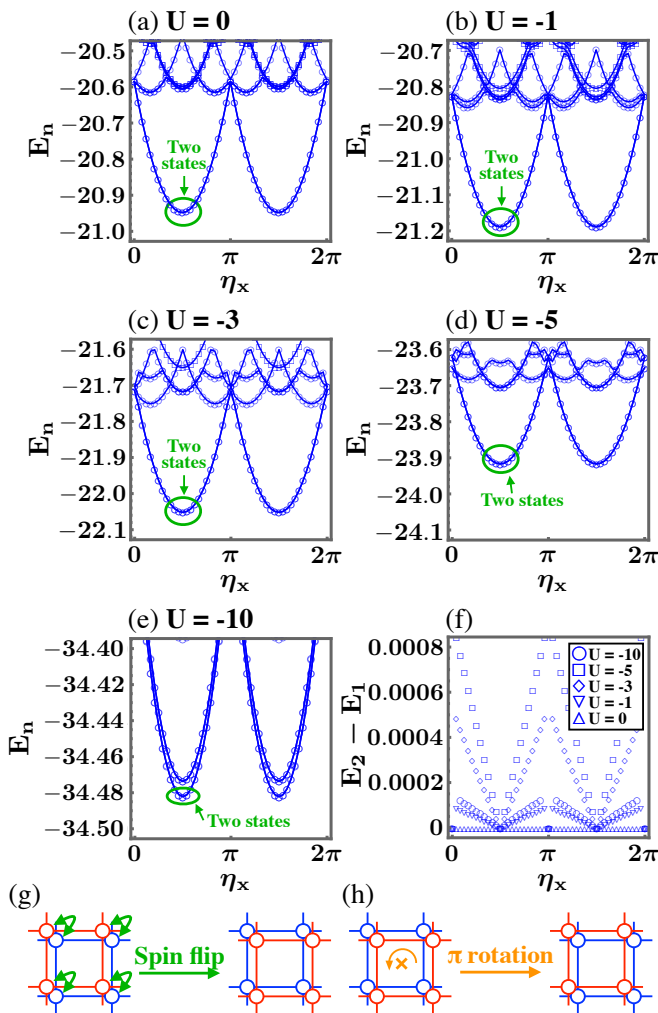 (a) U = 0
−20.5
−20.6
−20.7
−20.8
−20.9
−21.0
E_n
Two
states
0
π
2π
η_x
(b) U = -1
−20.7
−20.8
−20.9
−21.0
−21.1
−21.2
E_n
Two
states
0
π
2π
η_x
(c) U = -3
−21.6
−21.7
−21.8
−21.9
−22.0
−22.1
E_n
Two
states
0
π
2π
η_x
(d) U = -5
−23.6
−23.7
−23.8
−23.9
−24.0
−24.1
E_n
Two states
0
π
2π
η_x
(e) U = -10
−34.40
−34.42
−34.44
−34.46
−34.48
−34.50
E_n
Two states
0
π
2π
η_x
(f)
0.0008
0.0006
0.0004
0.0002
0
E_2 − E_1
U = -10
U = -5
U = -3
U = -1
U = 0
0
π
2π
η_x
(g)
Spin flip
(h)
π rotation